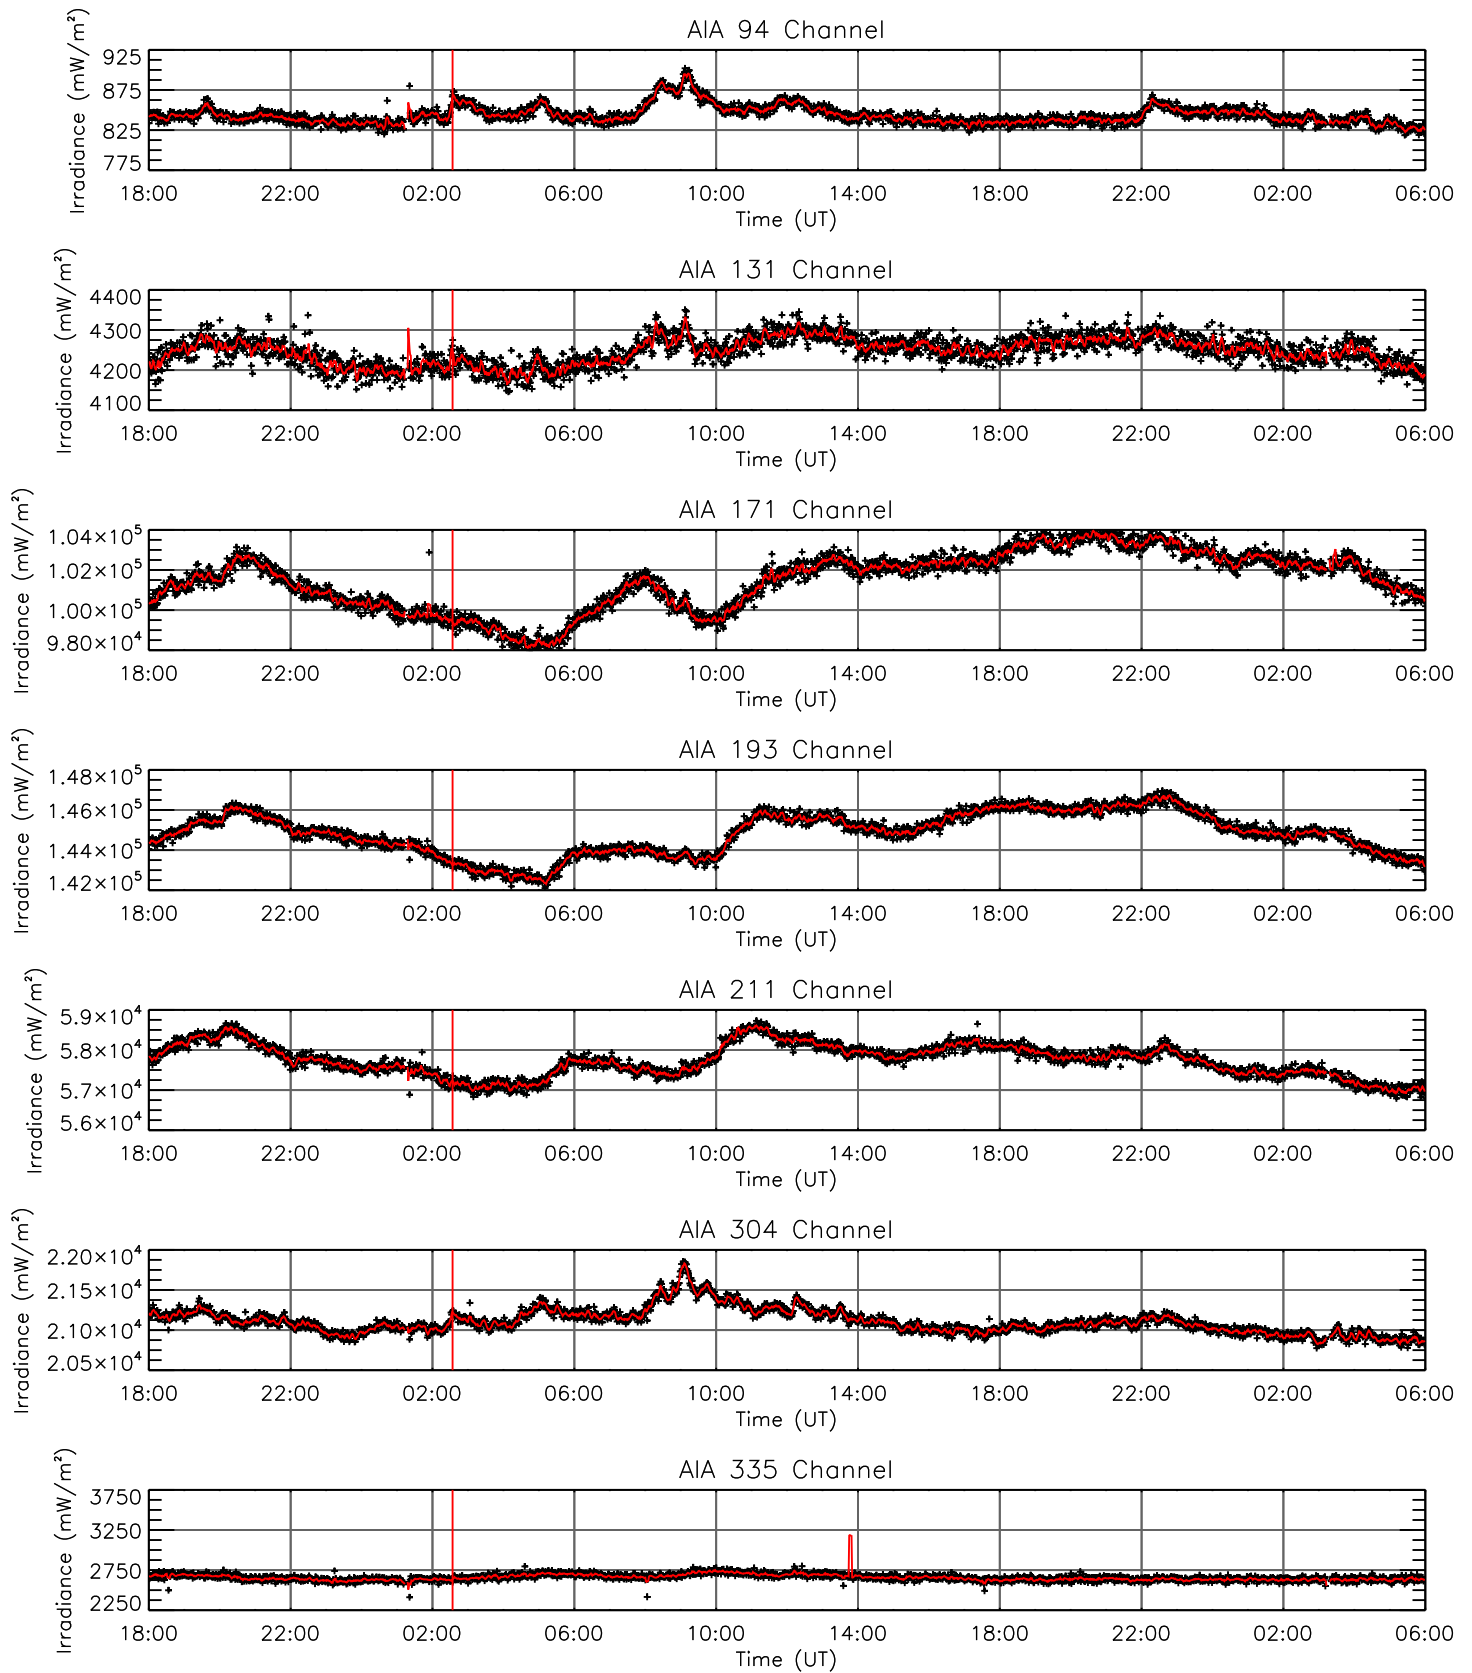 AIA 94 Channel
Irradiance (mW/m²)
925
875
825
775
18:00 22:00 02:00 06:00 10:00 14:00 18:00 22:00 02:00 06:00
Time (UT)
AIA 131 Channel
Irradiance (mW/m²)
4400
4300
4200
4100
18:00 22:00 02:00 06:00 10:00 14:00 18:00 22:00 02:00 06:00
Time (UT)
AIA 171 Channel
Irradiance (mW/m²)
1.04×10⁵
1.02×10⁵
1.00×10⁵
9.80×10⁴
18:00 22:00 02:00 06:00 10:00 14:00 18:00 22:00 02:00 06:00
Time (UT)
AIA 193 Channel
Irradiance (mW/m²)
1.48×10⁵
1.46×10⁵
1.44×10⁵
1.42×10⁵
18:00 22:00 02:00 06:00 10:00 14:00 18:00 22:00 02:00 06:00
Time (UT)
AIA 211 Channel
Irradiance (mW/m²)
5.9×10⁴
5.8×10⁴
5.7×10⁴
5.6×10⁴
18:00 22:00 02:00 06:00 10:00 14:00 18:00 22:00 02:00 06:00
Time (UT)
AIA 304 Channel
Irradiance (mW/m²)
2.20×10⁴
2.15×10⁴
2.10×10⁴
2.05×10⁴
18:00 22:00 02:00 06:00 10:00 14:00 18:00 22:00 02:00 06:00
Time (UT)
AIA 335 Channel
Irradiance (mW/m²)
3750
3250
2750
2250
18:00 22:00 02:00 06:00 10:00 14:00 18:00 22:00 02:00 06:00
Time (UT)